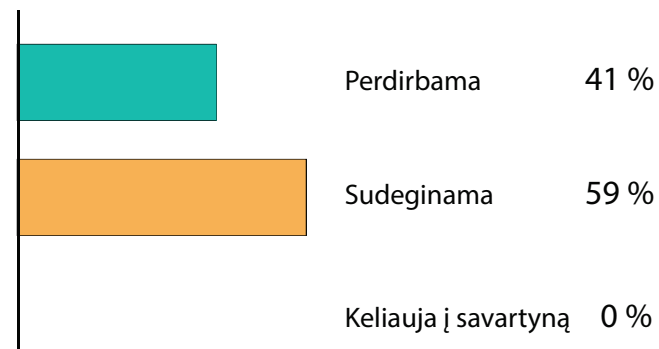 Perdirbama 41 %
Sudeginama 59 %
Keliauja į savartyną 0 %